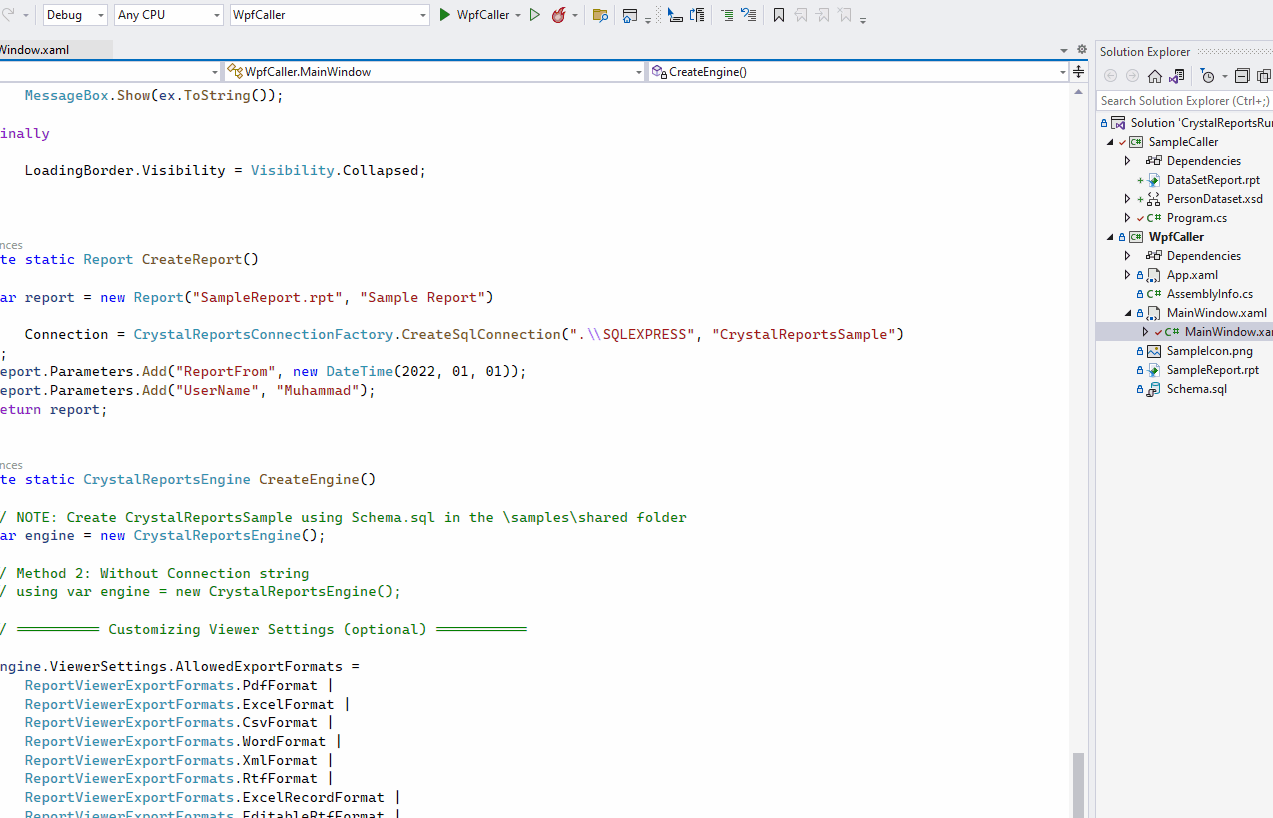 Debug Any CPU WpfCaller WpfCaller
Window.xaml
WpfCaller.MainWindow CreateEngine()
MessageBox.Show(ex.ToString());
inally
LoadingBorder.Visibility = Visibility.Collapsed;
nces
te static Report CreateReport()
ar report = new Report("SampleReport.rpt", "Sample Report")
Connection = CrystalReportsConnectionFactory.CreateSqlConnection(".\\SQLEXPRESS", "CrystalReportsSample")
;
eport.Parameters.Add("ReportFrom", new DateTime(2022, 01, 01));
eport.Parameters.Add("UserName", "Muhammad");
eturn report;
nces
te static CrystalReportsEngine CreateEngine()
/ NOTE: Create CrystalReportsSample using Schema.sql in the \samples\shared folder
ar engine = new CrystalReportsEngine();
/ Method 2: Without Connection string
/ using var engine = new CrystalReportsEngine();
/ ========== Customizing Viewer Settings (optional) ===========
ngine.ViewerSettings.AllowedExportFormats =
ReportViewerExportFormats.PdfFormat |
ReportViewerExportFormats.ExcelFormat |
ReportViewerExportFormats.CsvFormat |
ReportViewerExportFormats.WordFormat |
ReportViewerExportFormats.XmlFormat |
ReportViewerExportFormats.RtfFormat |
ReportViewerExportFormats.ExcelRecordFormat |
ReportViewerExportFormats.EditableRtfFormat |
Solution Explorer
Search Solution Explorer (Ctrl+;)
Solution 'CrystalReportsRu
SampleCaller
Dependencies
DataSetReport.rpt
PersonDataset.xsd
C# Program.cs
WpfCaller
Dependencies
App.xaml
C# AssemblyInfo.cs
MainWindow.xaml
C# MainWindow.xa
SampleIcon.png
SampleReport.rpt
Schema.sql